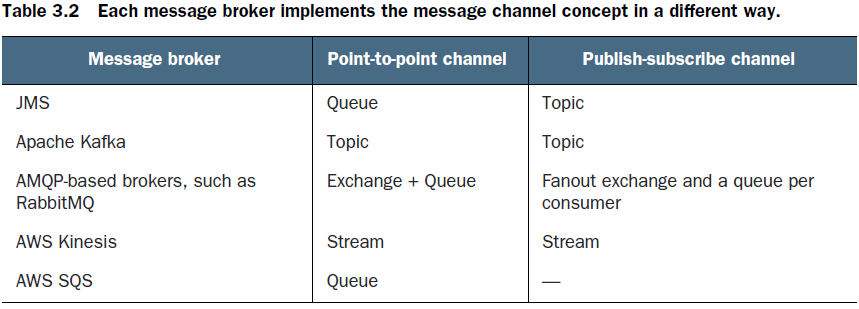 Table 3.2 Each message broker implements the message channel concept in a different way.
Message broker Point-to-point channel Publish-subscribe channel
JMS Queue Topic
Apache Kafka Topic Topic
AMQP-based brokers, such as Exchange + Queue Fanout exchange and a queue per
RabbitMQ consumer
AWS Kinesis Stream Stream
AWS SQS Queue —